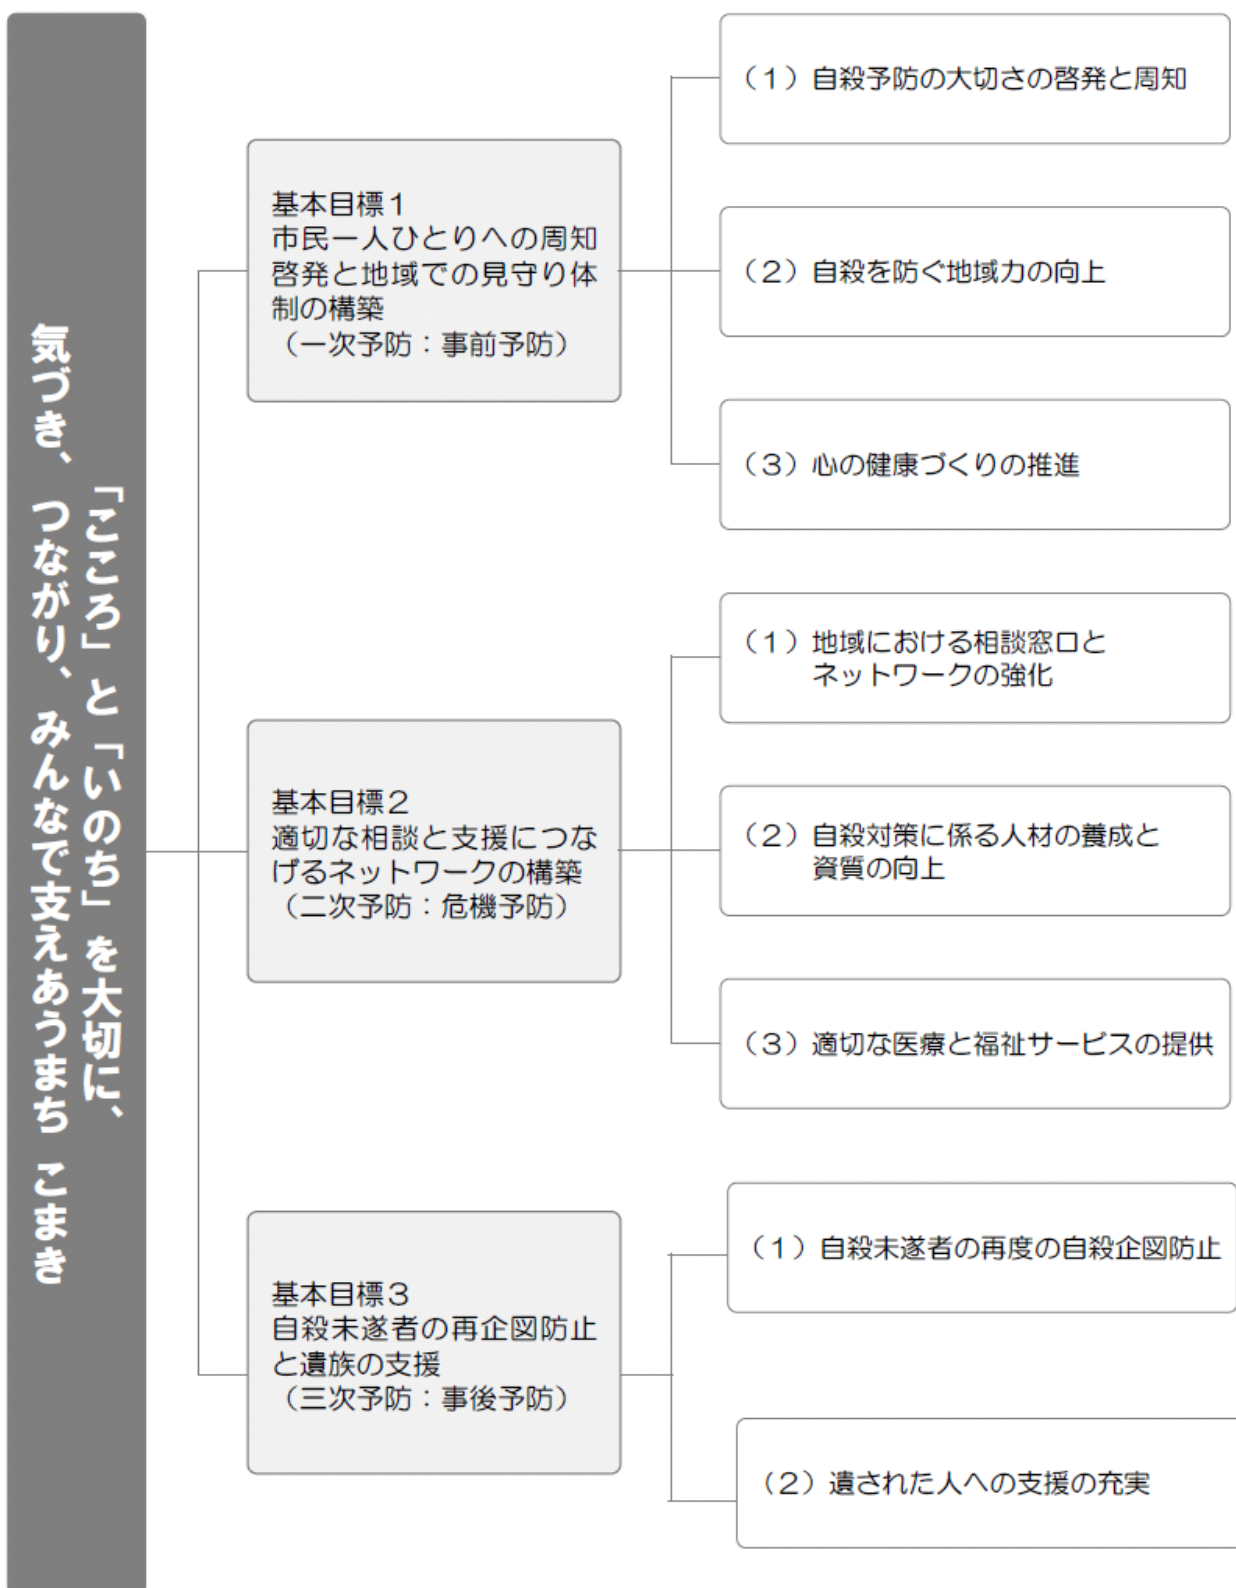 「こころ」と「いのち」を大切に、
気づき、つながり、みんなで支えあうまち こまき
基本目標１
市民一人ひとりへの周知
啓発と地域での見守り体
制の構築
（一次予防：事前予防）
（１）自殺予防の大切さの啓発と周知
（２）自殺を防ぐ地域力の向上
（３）心の健康づくりの推進
基本目標２
適切な相談と支援につな
げるネットワークの構築
（二次予防：危機予防）
（１）地域における相談窓口と
ネットワークの強化
（２）自殺対策に係る人材の養成と
資質の向上
（３）適切な医療と福祉サービスの提供
基本目標３
自殺未遂者の再企図防止
と遺族の支援
（三次予防：事後予防）
（１）自殺未遂者の再度の自殺企図防止
（２）遺された人への支援の充実